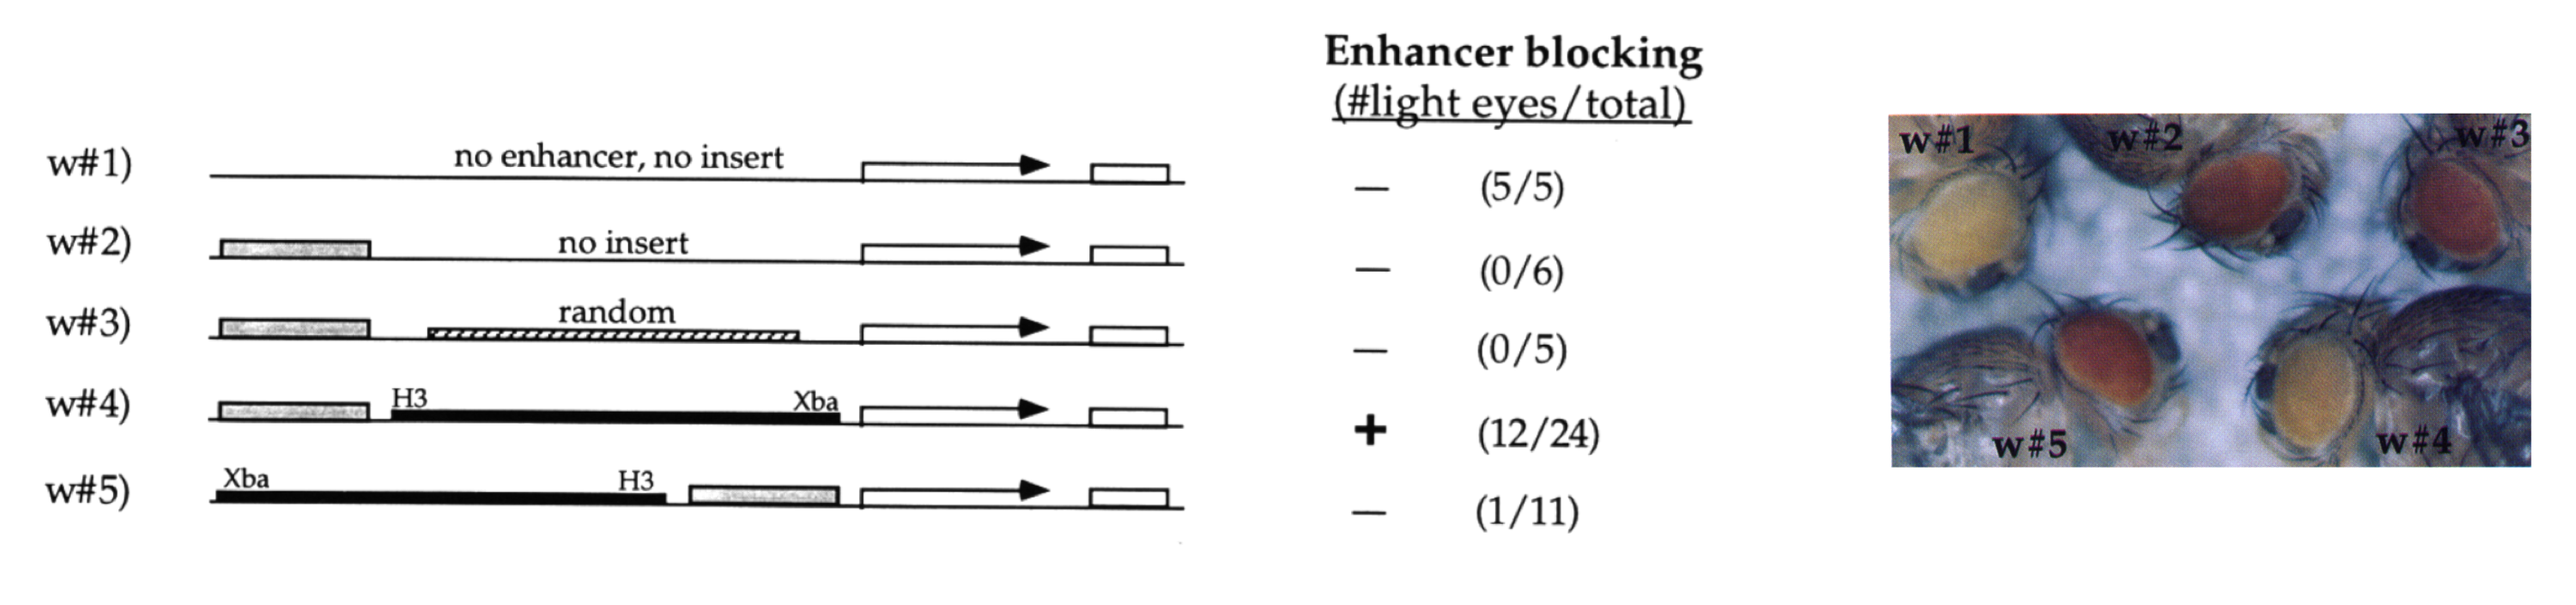 Enhancer blocking
(#light eyes/total)
w#1) no enhancer, no insert — (5/5)
w#2) no insert — (0/6)
w#3) random — (0/5)
w#4) H3 Xba + (12/24)
w#5) Xba H3 — (1/11)
w#1 w#2 w#3
w#5 w#4